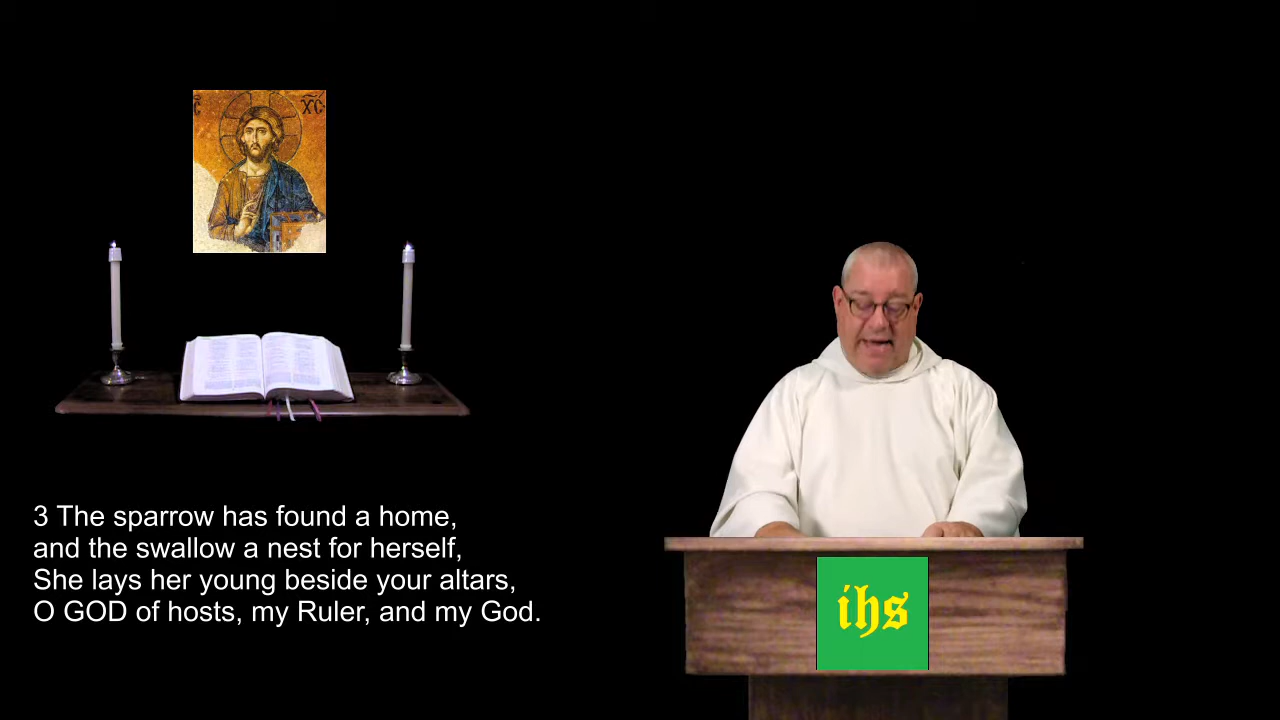 XC
3 The sparrow has found a home,
and the swallow a nest for herself,
She lays her young beside your altars,
O GOD of hosts, my Ruler, and my God.
ihs